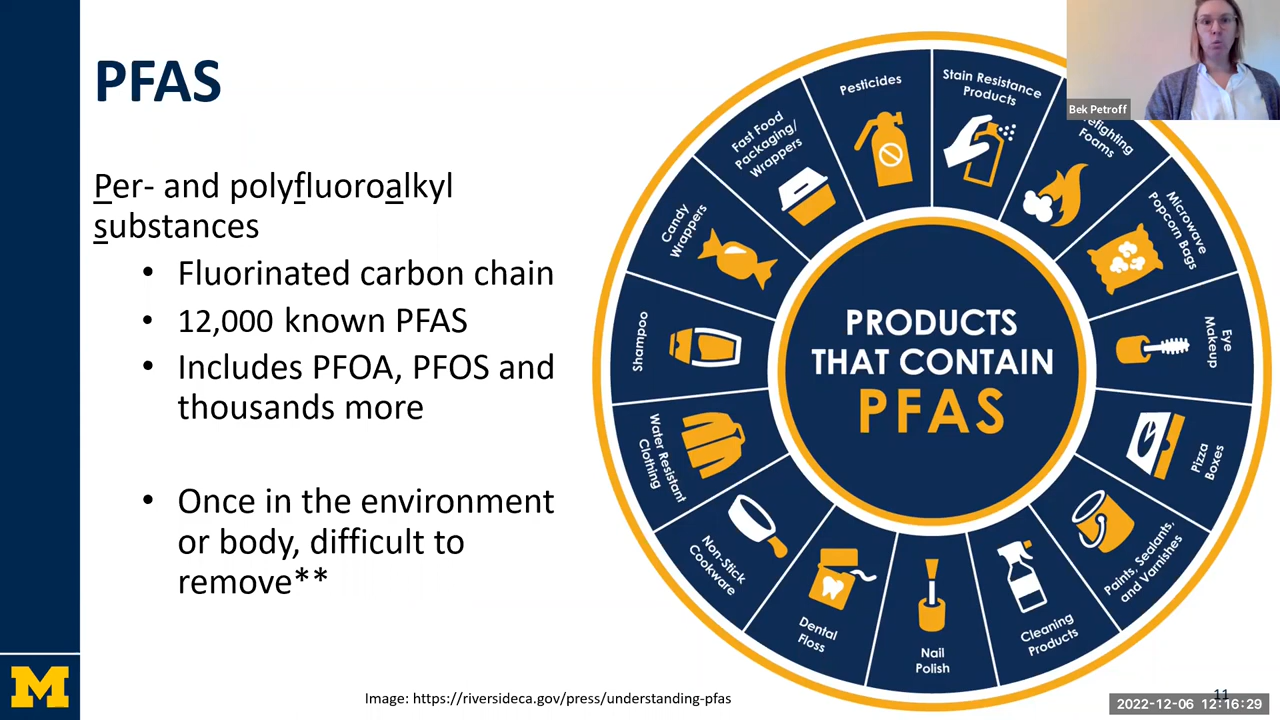 PFAS
Per- and polyfluoroalkyl
substances
• Fluorinated carbon chain
• 12,000 known PFAS
• Includes PFOA, PFOS and
thousands more
• Once in the environment
or body, difficult to
remove**
Pesticides
Stain Resistance
Products
Foams
Microwave
Popcorn Bags
Eye
Makeup
Pizza
Boxes
Paints, Sealants,
and Varnishes
Cleaning
Products
Nail
Polish
Dental
Floss
Non-Stick
Cookware
Water Resistant
Clothing
Shampoo
Candy
Wrappers
Fast Food
Packaging/
Wrappers
PRODUCTS
THAT CONTAIN
PFAS
Bek Petroff
M
Image: https://riversideca.gov/press/understanding-pfas
11
2022-12-06 12:16:29